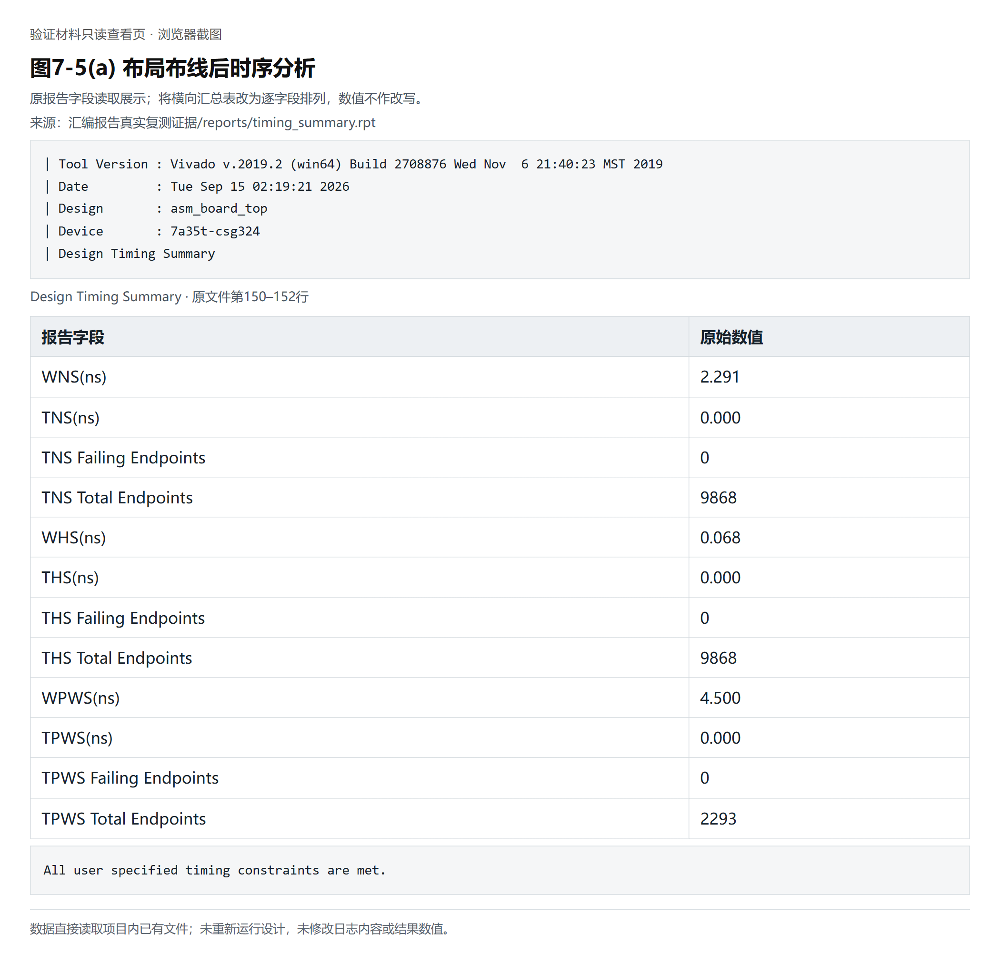 验证材料只读查看页 · 浏览器截图
图7-5(a) 布局布线后时序分析
原报告字段读取展示；将横向汇总表改为逐字段排列，数值不作改写。
来源：汇编报告真实复测证据/reports/timing_summary.rpt
| Tool Version : Vivado v.2019.2 (win64) Build 2708876 Wed Nov  6 21:40:23 MST 2019
| Date         : Tue Sep 15 02:19:21 2026
| Design       : asm_board_top
| Device       : 7a35t-csg324
| Design Timing Summary
Design Timing Summary · 原文件第150–152行
报告字段 原始数值
WNS(ns) 2.291
TNS(ns) 0.000
TNS Failing Endpoints 0
TNS Total Endpoints 9868
WHS(ns) 0.068
THS(ns) 0.000
THS Failing Endpoints 0
THS Total Endpoints 9868
WPWS(ns) 4.500
TPWS(ns) 0.000
TPWS Failing Endpoints 0
TPWS Total Endpoints 2293
All user specified timing constraints are met.
数据直接读取项目内已有文件；未重新运行设计，未修改日志内容或结果数值。